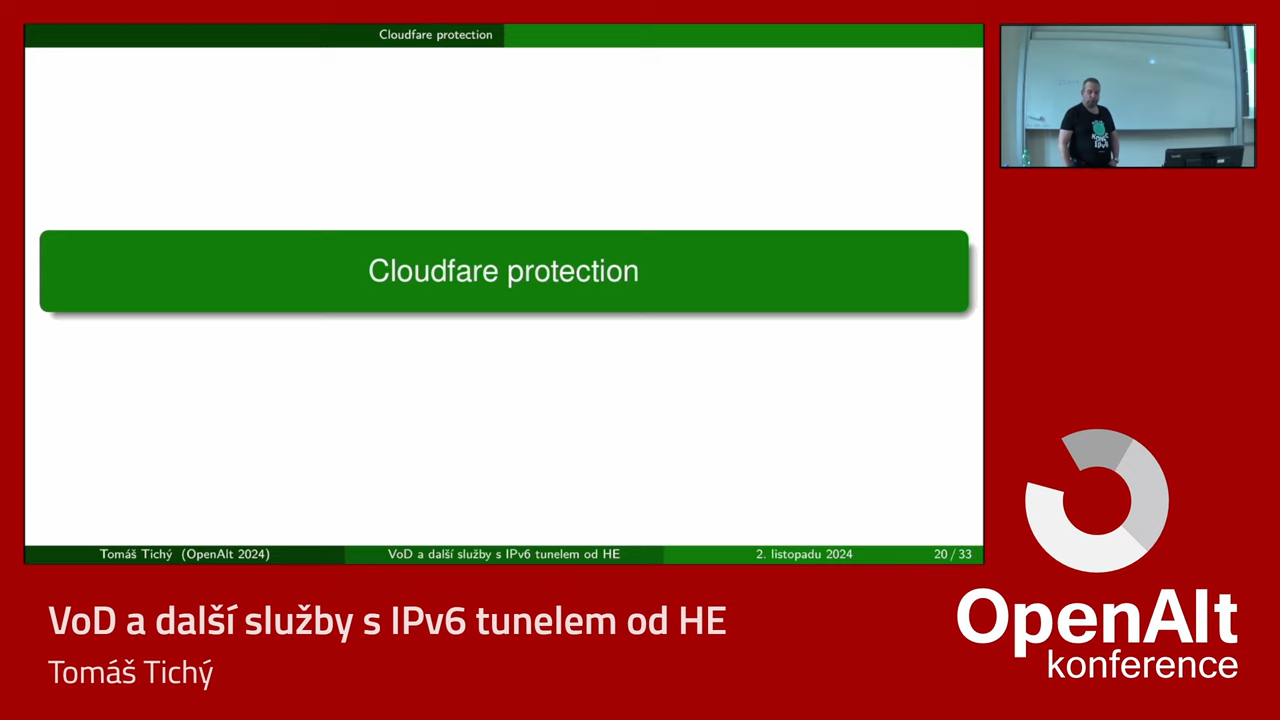 Cloudfare protection
Cloudfare protection
Tomáš Tichý (OpenAlt 2024)
VoD a další služby s IPv6 tunelem od HE
2. listopadu 2024
20 / 33
VoD a další služby s IPv6 tunelem od HE
Tomáš Tichý
OpenAlt
konference